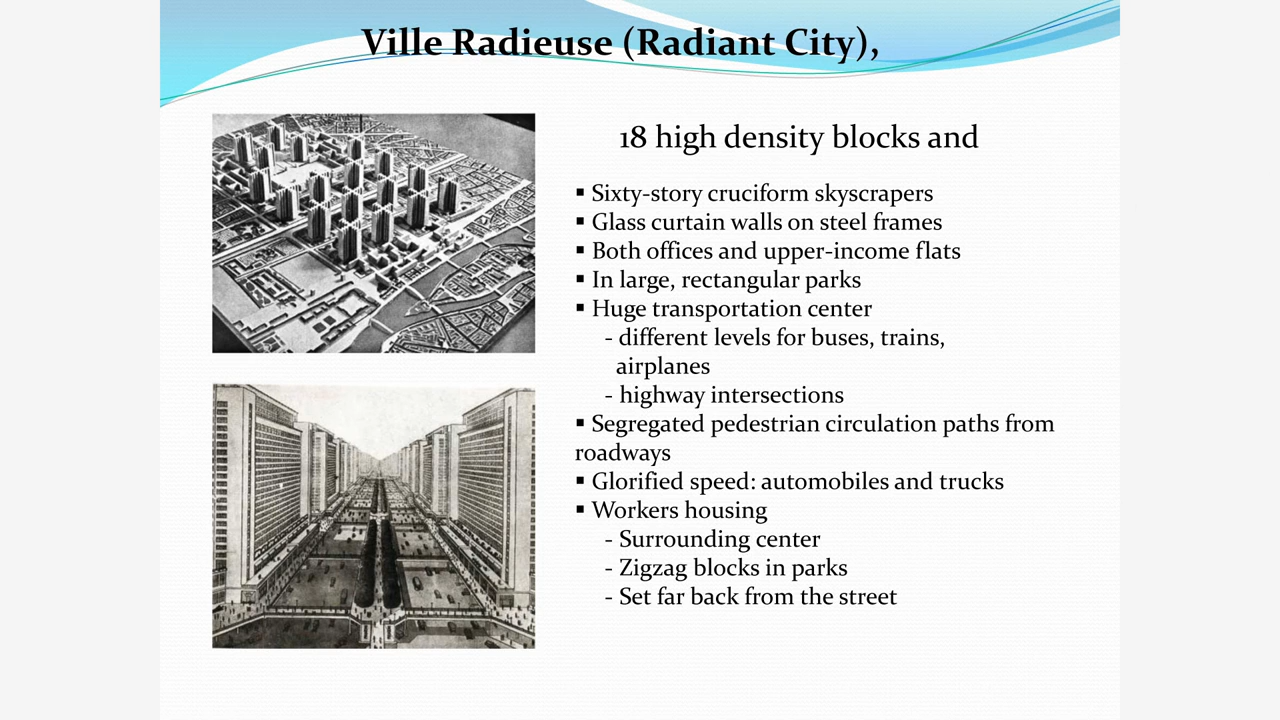 Ville Radieuse (Radiant City),
18 high density blocks and
▪ Sixty-story cruciform skyscrapers
▪ Glass curtain walls on steel frames
▪ Both offices and upper-income flats
▪ In large, rectangular parks
▪ Huge transportation center
- different levels for buses, trains,
airplanes
- highway intersections
▪ Segregated pedestrian circulation paths from
roadways
▪ Glorified speed: automobiles and trucks
▪ Workers housing
- Surrounding center
- Zigzag blocks in parks
- Set far back from the street